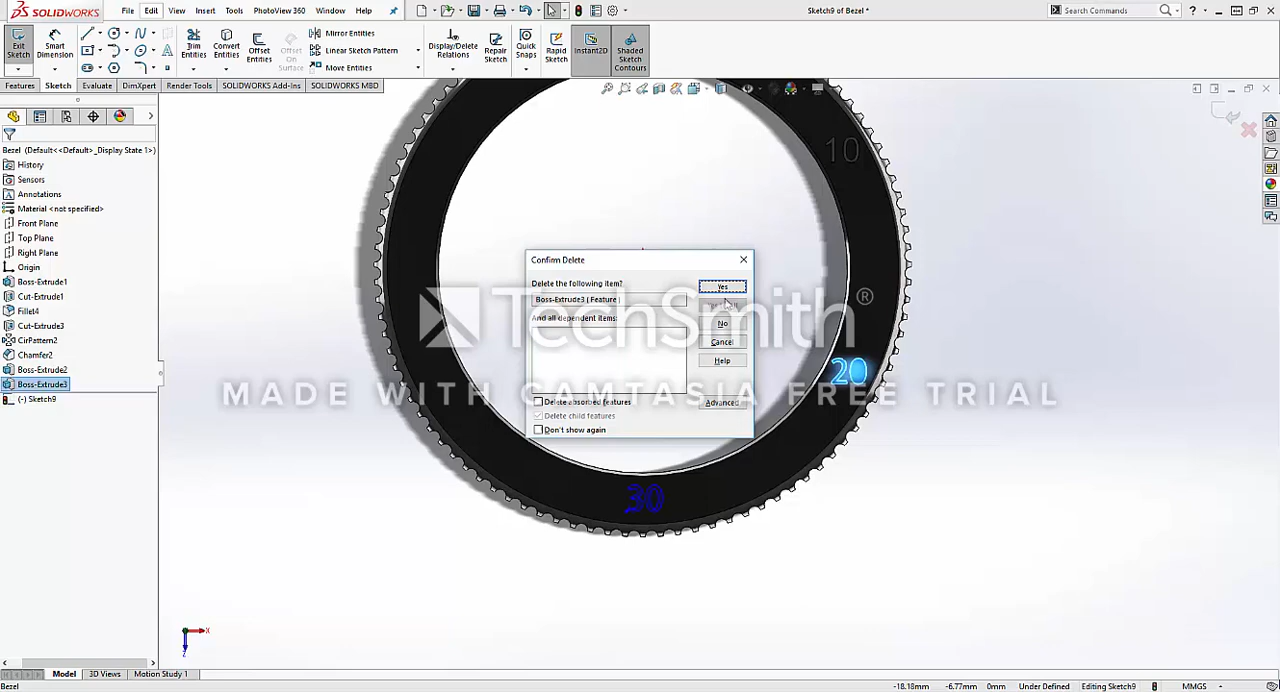 SOLIDWORKS File Edit View Insert Tools PhotoView 360 Window Help Sketch9 of Bezel * Search Commands
Exit Sketch
Smart Dimension
Trim Entities
Convert Entities
Offset Entities
Offset On Surface
Mirror Entities
Linear Sketch Pattern
Move Entities
Display/Delete Relations
Repair Sketch
Quick Snaps
Rapid Sketch
Instant2D
Shaded Sketch Contours
Features Sketch Evaluate DimXpert Render Tools SOLIDWORKS Add-Ins SOLIDWORKS MBD
Bezel (Default<<Default>_Display State 1>)
History
Sensors
Annotations
Material <not specified>
Front Plane
Top Plane
Right Plane
Origin
Boss-Extrude1
Cut-Extrude1
Fillet4
Cut-Extrude3
CirPattern2
Chamfer2
Boss-Extrude2
Boss-Extrude3
(-) Sketch9
10
20
30
Confirm Delete
Delete the following item?
Boss-Extrude3 ( Feature )
And all dependent items:
Yes
No
Cancel
Help
Advanced
Delete absorbed features
Delete child features
Don't show again
TechSmith®
MADE WITH CAMTASIA FREE TRIAL
X
Z
Model 3D Views Motion Study 1
Bezel -18.18mm -6.77mm 0mm Under Defined Editing Sketch9 MMGS